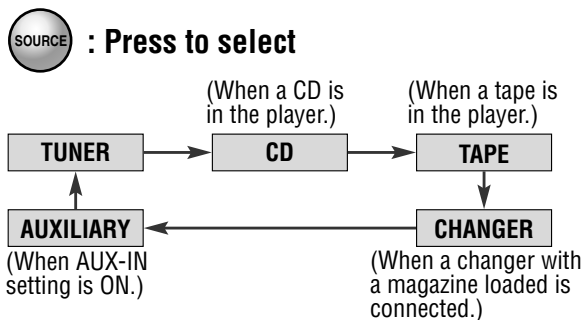 SOURCE : Press to select
(When a CD is
in the player.)
(When a tape is
in the player.)
TUNER
CD
TAPE
AUXILIARY
CHANGER
(When AUX-IN
setting is ON.)
(When a changer with
a magazine loaded is
connected.)